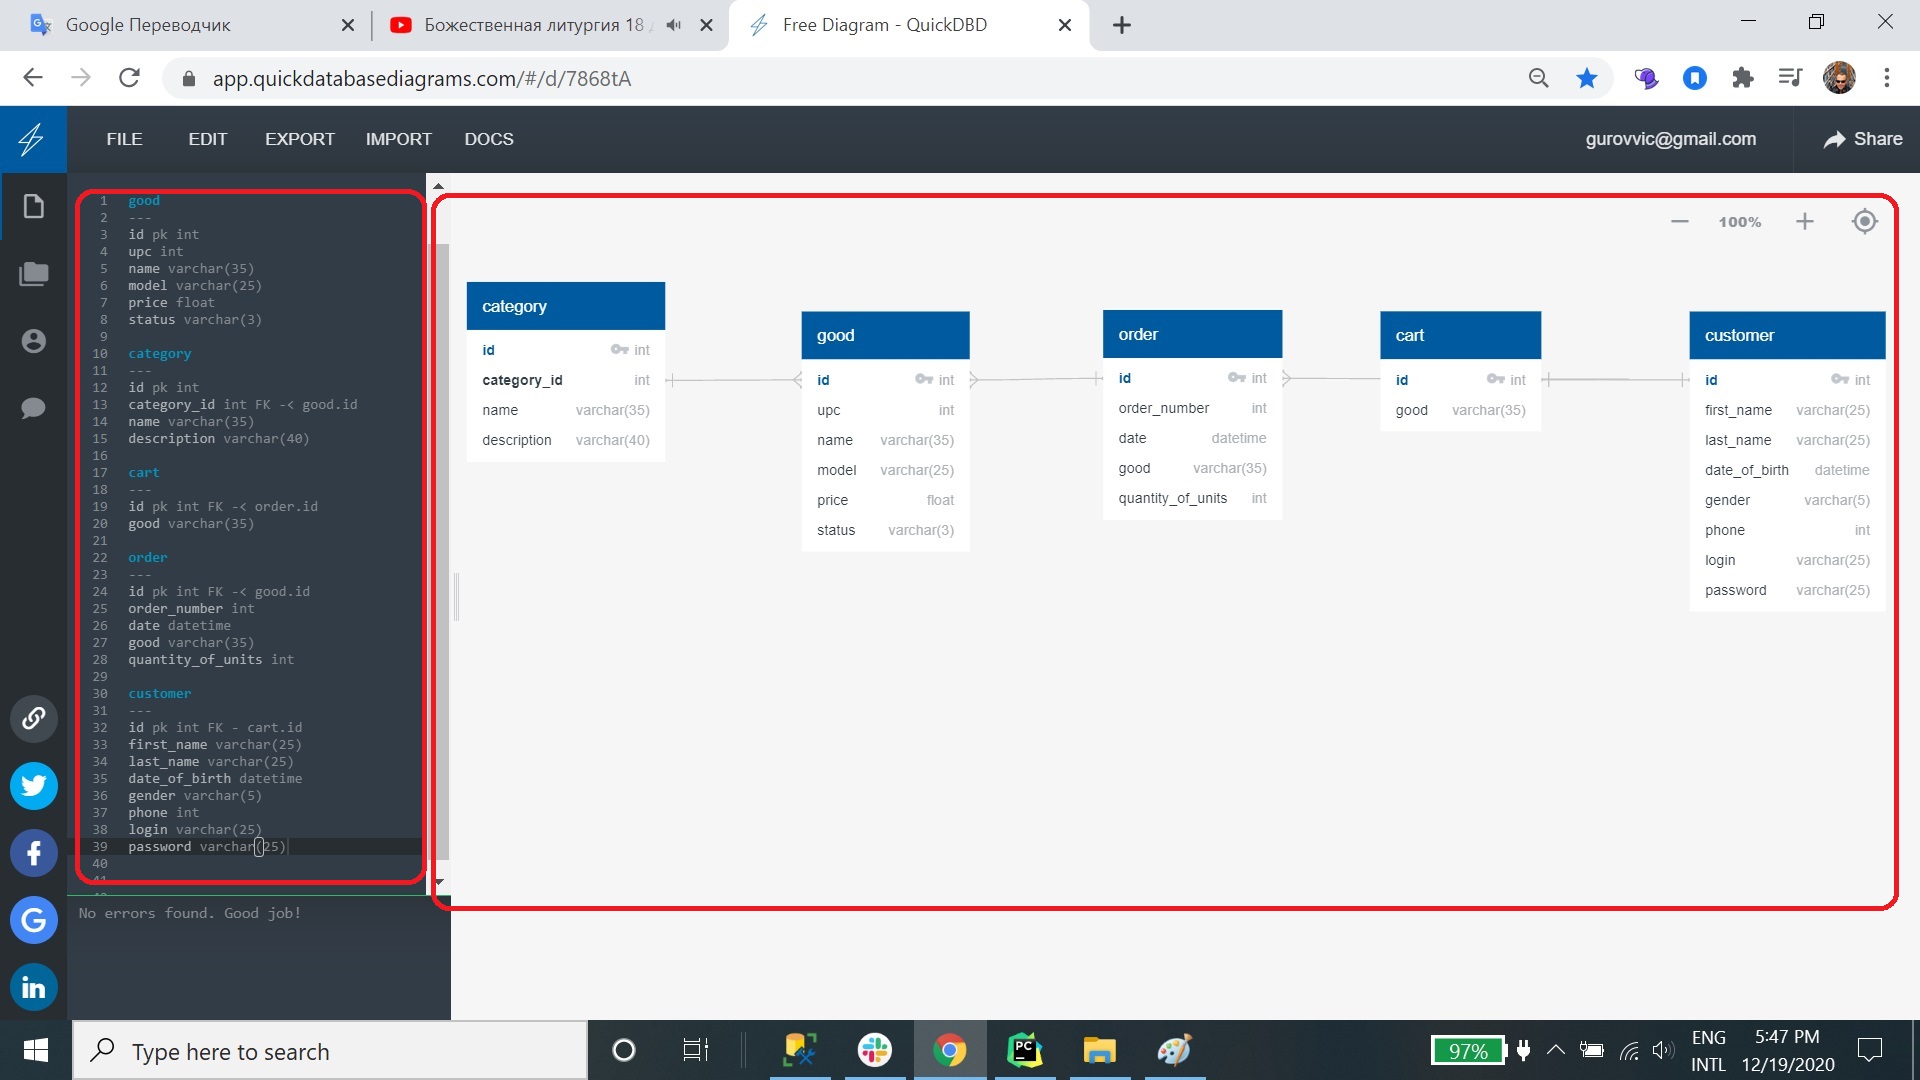 Google Переводчик
Божественная литургия 18
Free Diagram - QuickDBD
app.quickdatabasediagrams.com/#/d/7868tA
FILE EDIT EXPORT IMPORT DOCS
gurovvic@gmail.com
Share
1 good
2 ---
3 id pk int
4 upc int
5 name varchar(35)
6 model varchar(25)
7 price float
8 status varchar(3)
9
10 category
11 ---
12 id pk int
13 category_id int FK -< good.id
14 name varchar(35)
15 description varchar(40)
16
17 cart
18 ---
19 id pk int FK -< order.id
20 good varchar(35)
21
22 order
23 ---
24 id pk int FK -< good.id
25 order_number int
26 date datetime
27 good varchar(35)
28 quantity_of_units int
29
30 customer
31 ---
32 id pk int FK - cart.id
33 first_name varchar(25)
34 last_name varchar(25)
35 date_of_birth datetime
36 gender varchar(5)
37 phone int
38 login varchar(25)
39 password varchar(25)
40
41
No errors found. Good job!
100%
category
id int
category_id int
name varchar(35)
description varchar(40)
good
id int
upc int
name varchar(35)
model varchar(25)
price float
status varchar(3)
order
id int
order_number int
date datetime
good varchar(35)
quantity_of_units int
cart
id int
good varchar(35)
customer
id int
first_name varchar(25)
last_name varchar(25)
date_of_birth datetime
gender varchar(5)
phone int
login varchar(25)
password varchar(25)
Type here to search
PC
97%
ENG
INTL
5:47 PM
12/19/2020